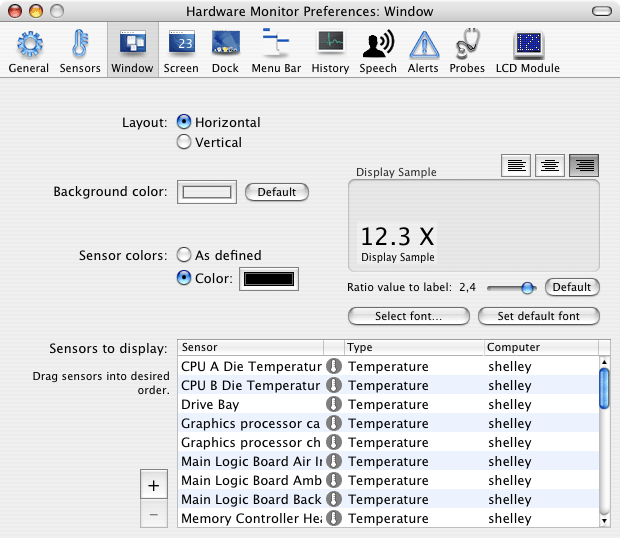 Hardware Monitor Preferences: Window
23
General Sensors Window Screen Dock Menu Bar History Speech Alerts Probes LCD Module
Layout: Horizontal
Vertical
Display Sample
Background color: Default
12.3 X
Display Sample
Sensor colors: As defined
Color:
Ratio value to label: 2,4 Default
Select font... Set default font
Sensors to display: Sensor Type Computer
Drag sensors into desired
order.
CPU A Die Temperatur Temperature shelley
CPU B Die Temperatur Temperature shelley
Drive Bay Temperature shelley
Graphics processor ca Temperature shelley
Graphics processor ch Temperature shelley
Main Logic Board Air In Temperature shelley
Main Logic Board Amb Temperature shelley
Main Logic Board Back Temperature shelley
Memory Controller Hea Temperature shelley
+
−